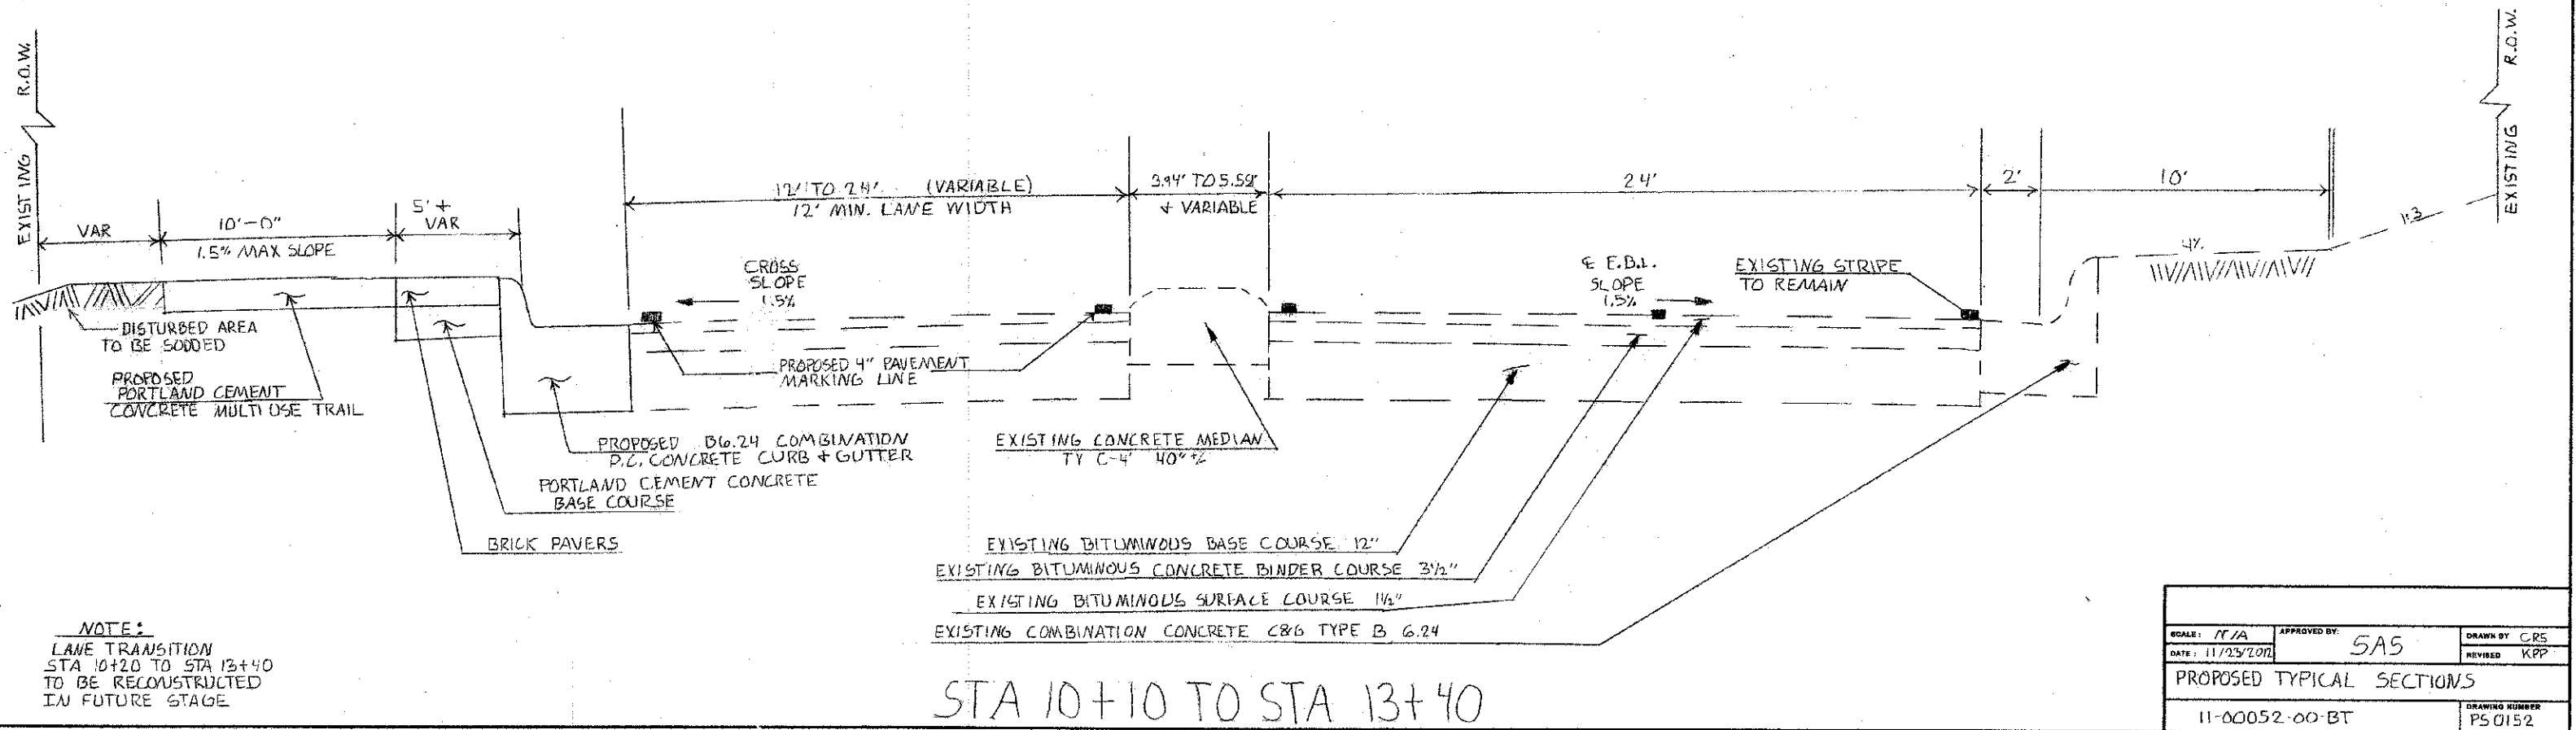 EXISTING R.O.W.
VAR
10'-0"
1.5% MAX SLOPE
5' +
VAR
12' TO 24' (VARIABLE)
12' MIN. LANE WIDTH
3.94' TO 5.59'
+ VARIABLE
24'
2'
10'
EXISTING R.O.W.
1:3
4%
CROSS
SLOPE
1.5%
℄ E.B.L.
SLOPE
1.5%
EXISTING STRIPE
TO REMAIN
DISTURBED AREA
TO BE SODDED
PROPOSED
PORTLAND CEMENT
CONCRETE MULTI USE TRAIL
PROPOSED 4" PAVEMENT
MARKING LINE
PROPOSED B6.24 COMBINATION
P.C. CONCRETE CURB + GUTTER
PORTLAND CEMENT CONCRETE
BASE COURSE
BRICK PAVERS
EXISTING CONCRETE MEDIAN
TY C-4' 40"
EXISTING BITUMINOUS BASE COURSE 12"
EXISTING BITUMINOUS CONCRETE BINDER COURSE 3½"
EXISTING BITUMINOUS SURFACE COURSE 1½"
EXISTING COMBINATION CONCRETE C&G TYPE B 6.24
NOTE:
LANE TRANSITION
STA 10+20 TO STA 13+40
TO BE RECONSTRUCTED
IN FUTURE STAGE
STA 10+10 TO STA 13+40
SCALE: N/A
APPROVED BY: SAS
DRAWN BY CRS
DATE: 11/23/2012
REVISED KPP
PROPOSED TYPICAL SECTIONS
11-00052-00-BT
DRAWING NUMBER
PS0152